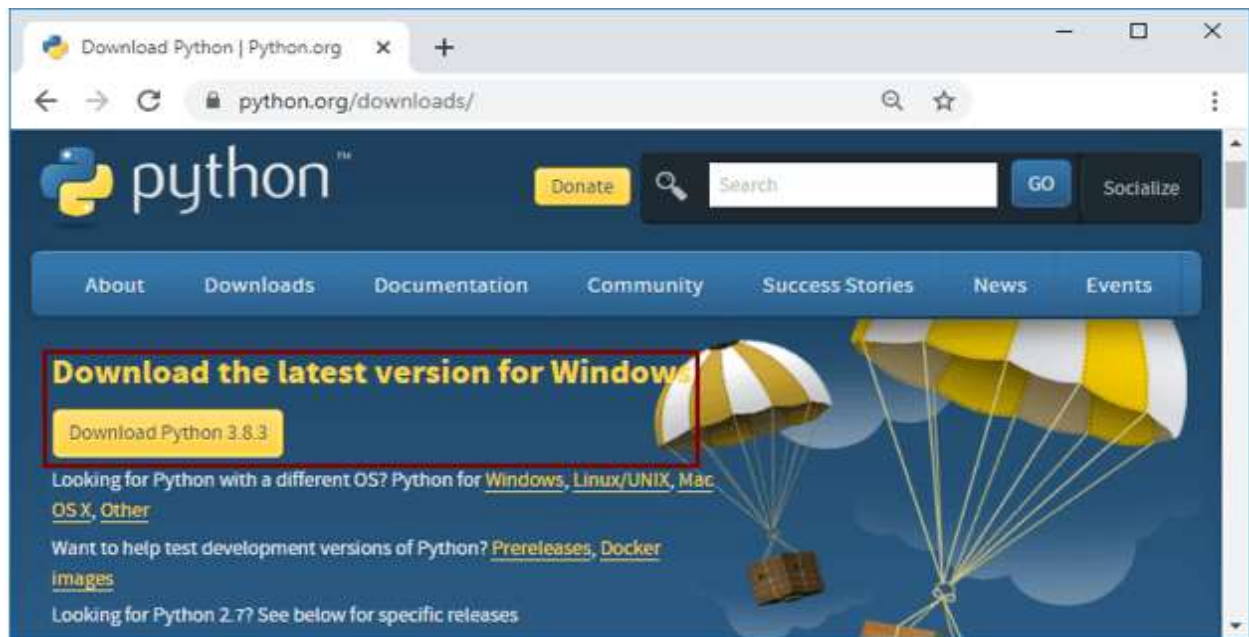 Download Python | Python.org
python.org/downloads/
python™
Donate
Search
GO
Socialize
About Downloads Documentation Community Success Stories News Events
Download the latest version for Windows
Download Python 3.8.3
Looking for Python with a different OS? Python for Windows, Linux/UNIX, Mac
OS X, Other
Want to help test development versions of Python? Prereleases, Docker
images
Looking for Python 2.7? See below for specific releases